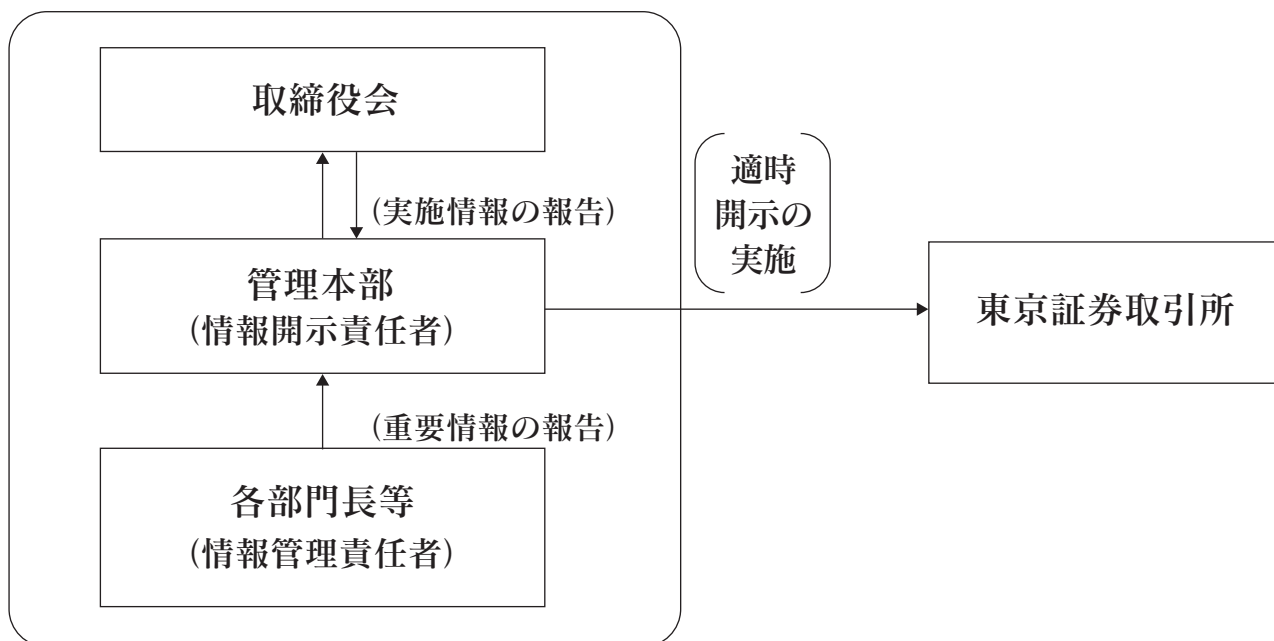 取締役会
(実施情報の報告)
管理本部
(情報開示責任者)
(重要情報の報告)
各部門長等
(情報管理責任者)
適時
開示の
実施
東京証券取引所